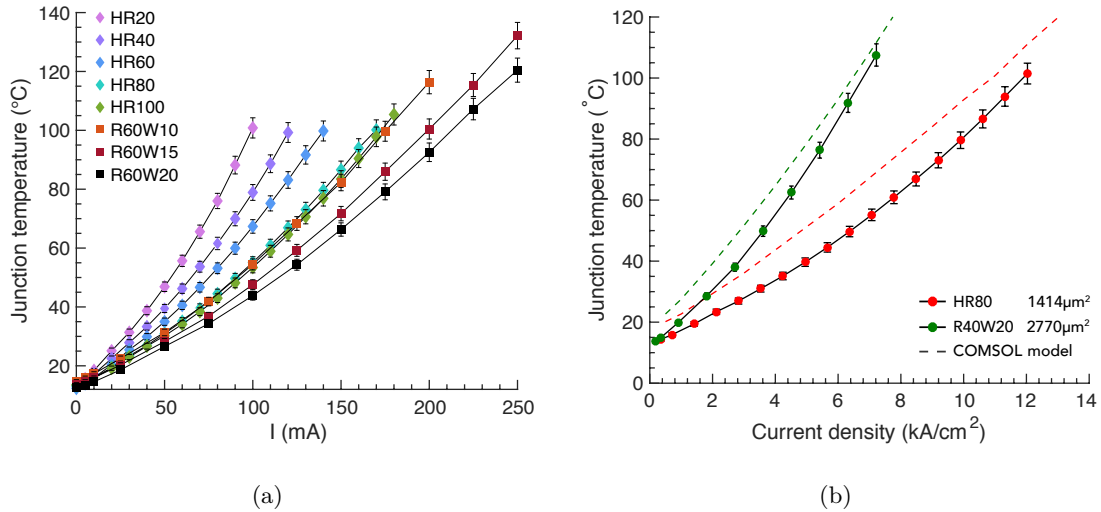 HR20
HR40
HR60
HR80
HR100
R60W10
R60W15
R60W20
140
120
100
80
60
40
20
0 50 100 150 200 250
Junction temperature (°C)
I (mA)
(a)
120
100
80
60
40
20
0
0 2 4 6 8 10 12 14
Junction temperature (°C)
Current density (kA/cm²)
HR80 1414µm²
R40W20 2770µm²
COMSOL model
(b)